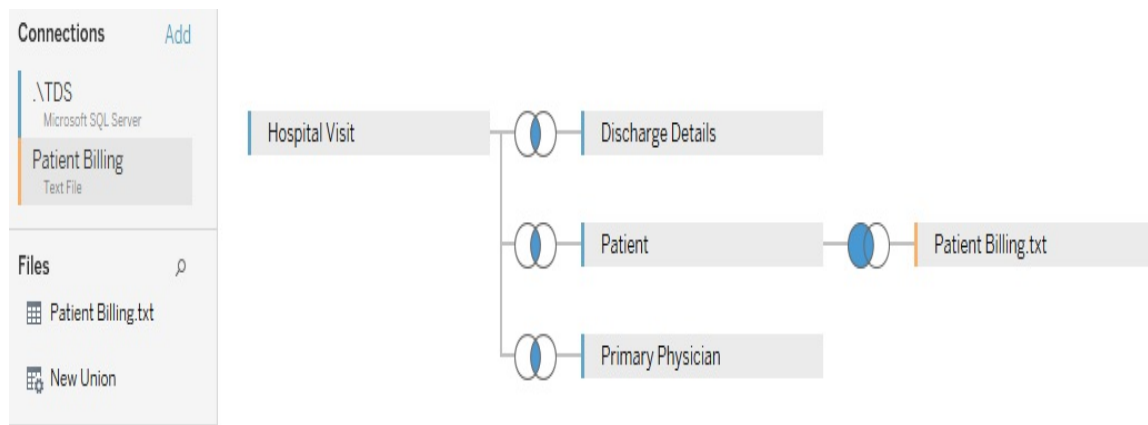 Connections Add
.\TDS
Microsoft SQL Server
Patient Billing
Text File
Files
Patient Billing.txt
New Union
Hospital Visit
Discharge Details
Patient
Patient Billing.txt
Primary Physician